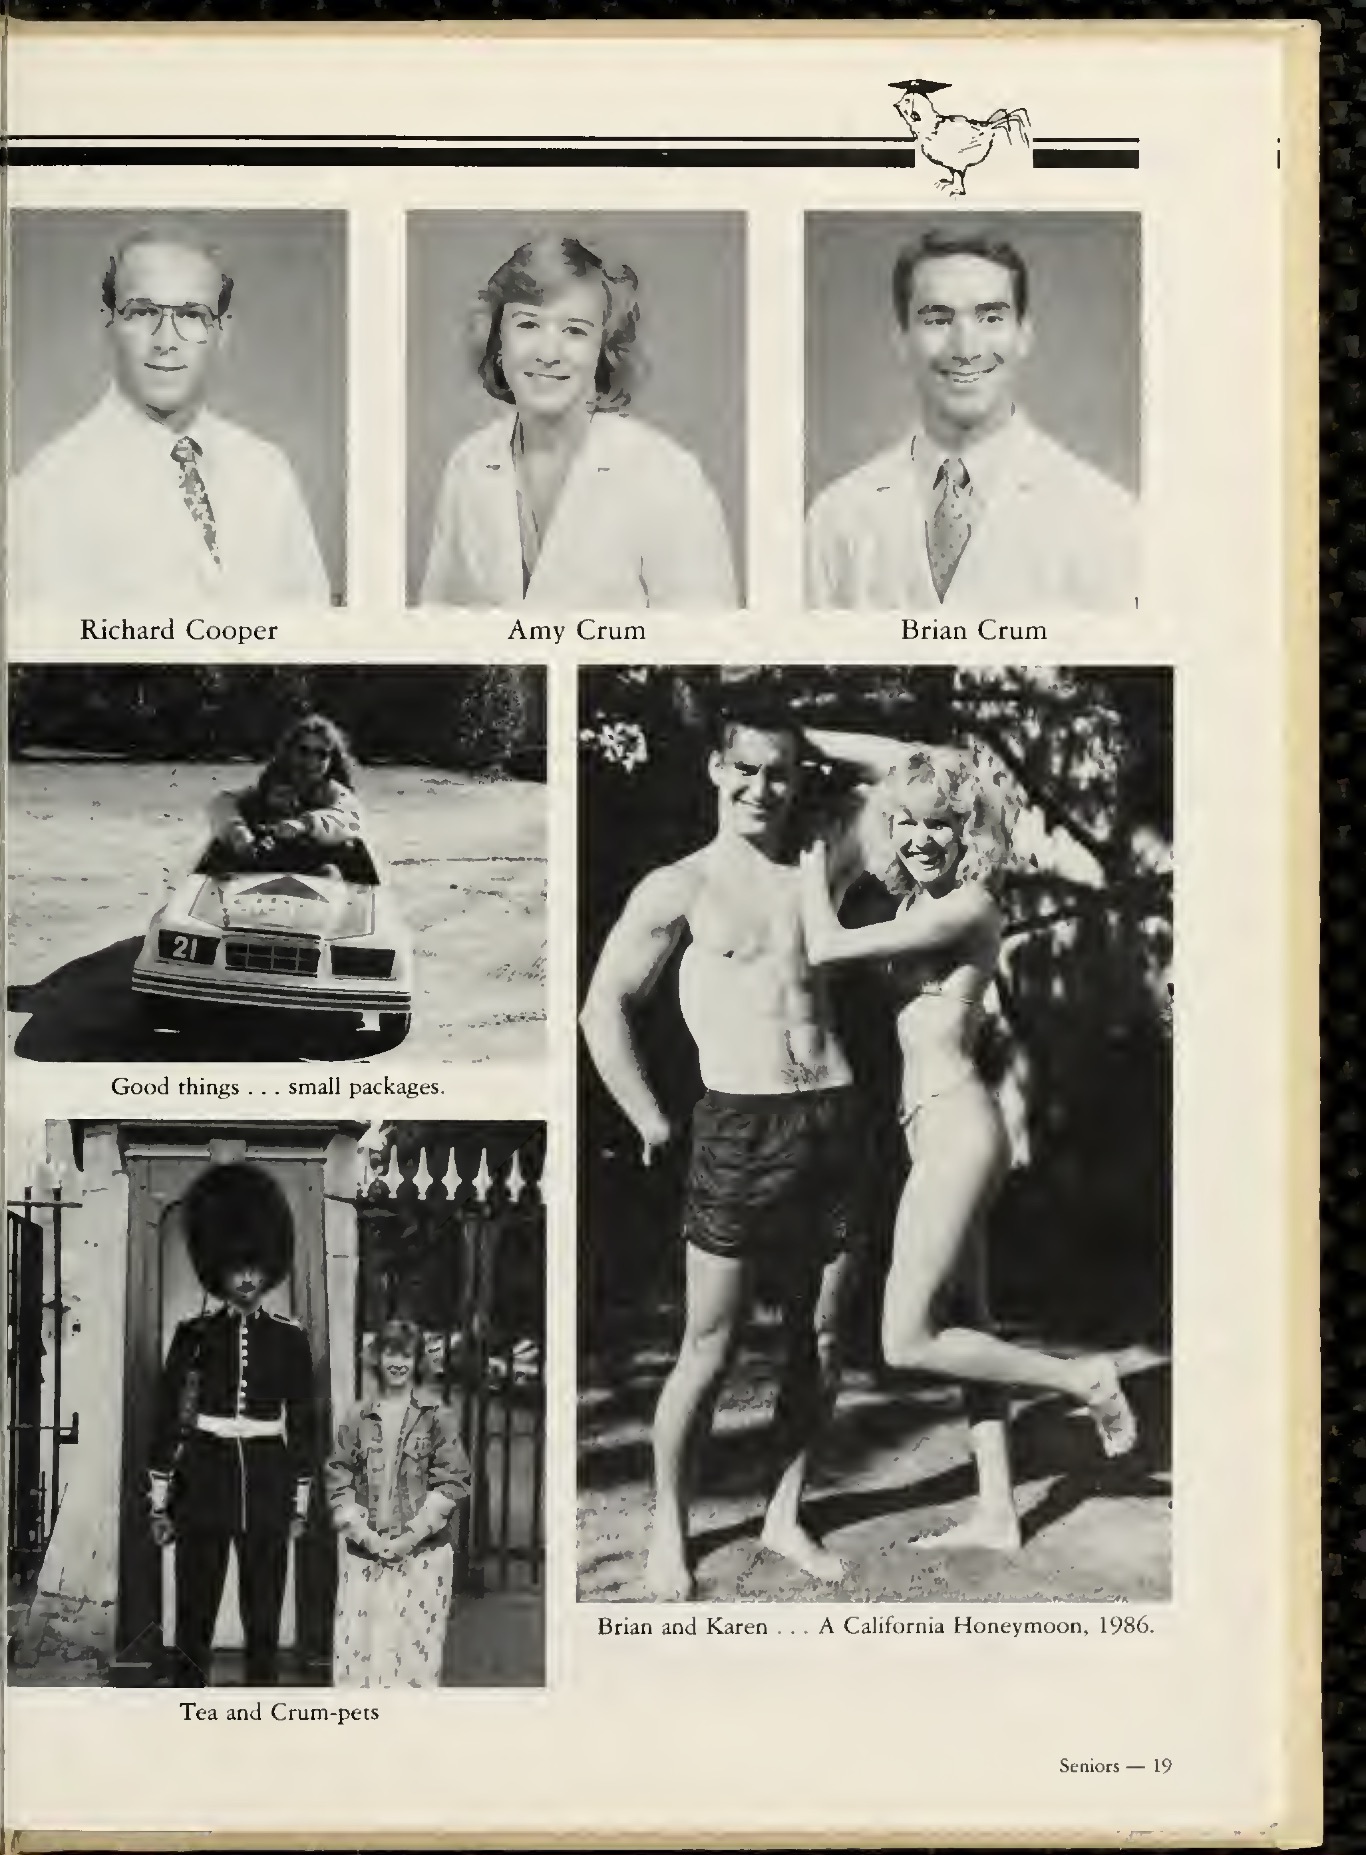 Richard Cooper
Amy Crum
Brian Crum
21
Good things . . . small packages.
Brian and Karen . . . A California Honeymoon, 1986.
Tea and Crum-pets
Seniors — 19